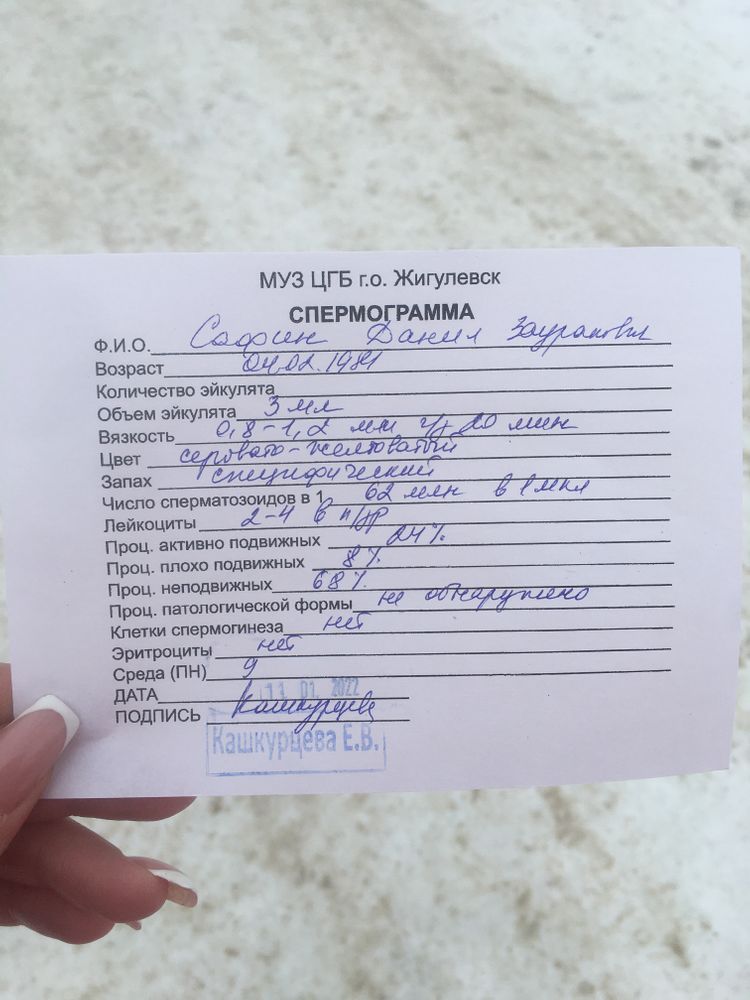 МУЗ ЦГБ г.о. Жигулевск
СПЕРМОГРАММА
Ф.И.О. Сафин Данил
Возраст 04.02.1981
Количество эйкулята
Объем эйкулята 3 мл
Вязкость 0,8-1,2 мм ч/з 20 мин
Цвет серовато-желтоватый
Запах специфический
Число сперматозоидов в 1 62 млн в 1 мкл
Лейкоциты 2-4 в п/зр
Проц. активно подвижных 24%
Проц. плохо подвижных 8%
Проц. неподвижных 68%
Проц. патологической формы не обнаружено
Клетки спермогинеза нет
Эритроциты нет
Среда (ПН) 9
ДАТА 11 01. 2022
ПОДПИСЬ Кашкурцева
Кашкурцева Е.В.